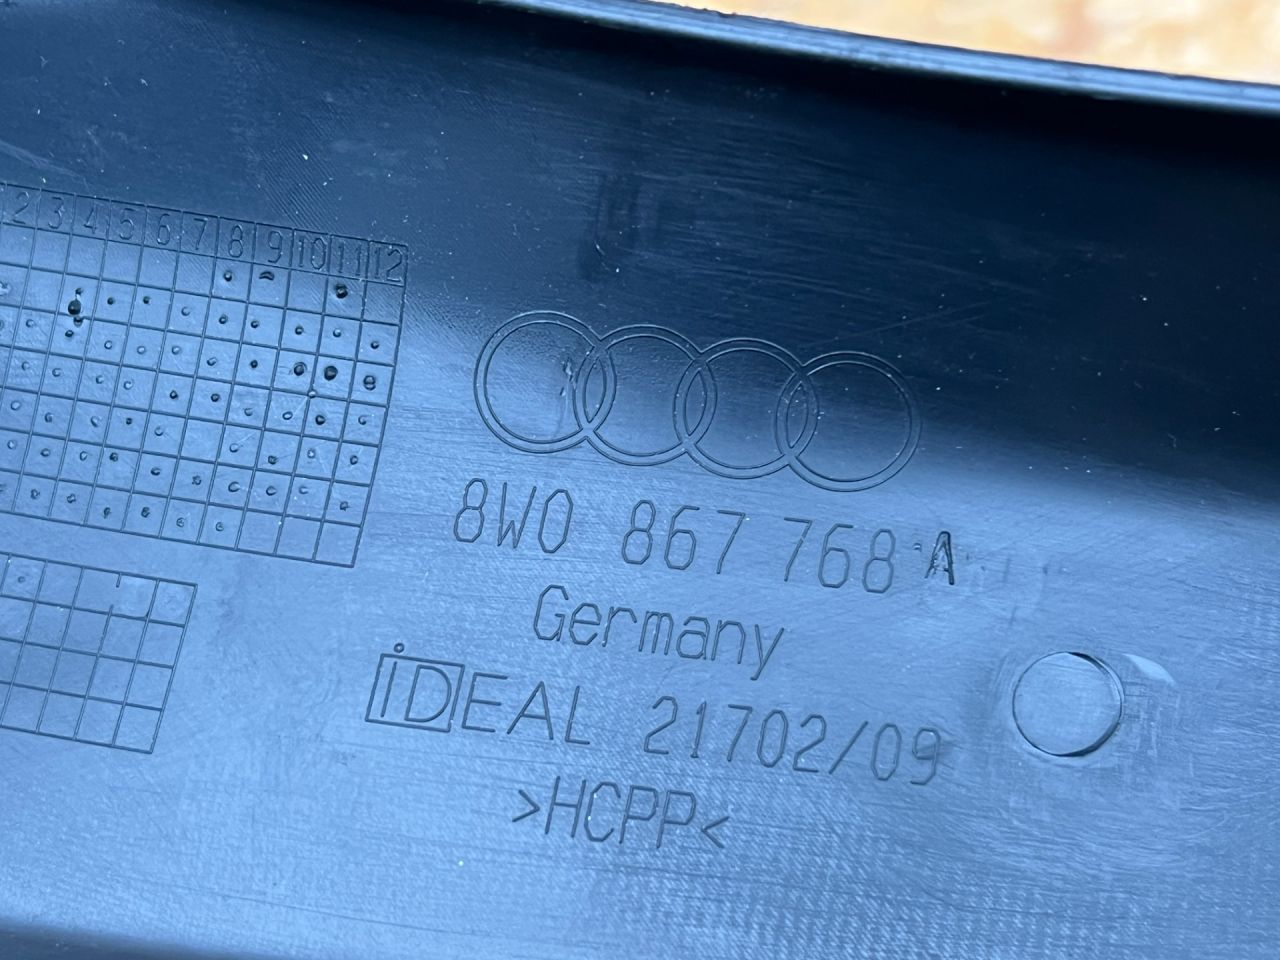 2 3 4 5 6 7 8 9 10 11 12
8W0 867 768 A
Germany
iDEAL 21702/09
>HCPP<